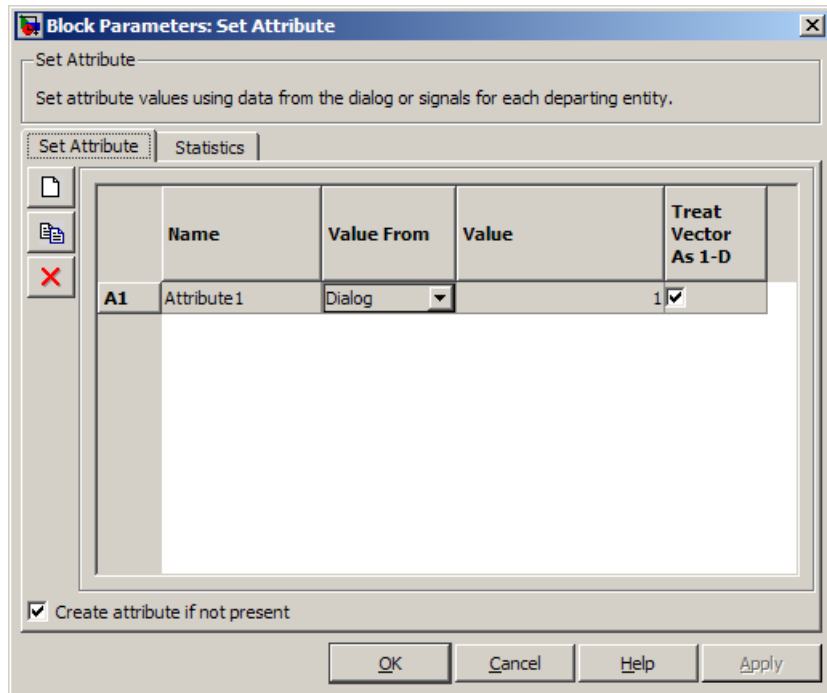 Block Parameters: Set Attribute
Set Attribute
Set attribute values using data from the dialog or signals for each departing entity.
Set Attribute Statistics
Name Value From Value Treat Vector As 1-D
A1 Attribute1 Dialog 1
Create attribute if not present
OK Cancel Help Apply